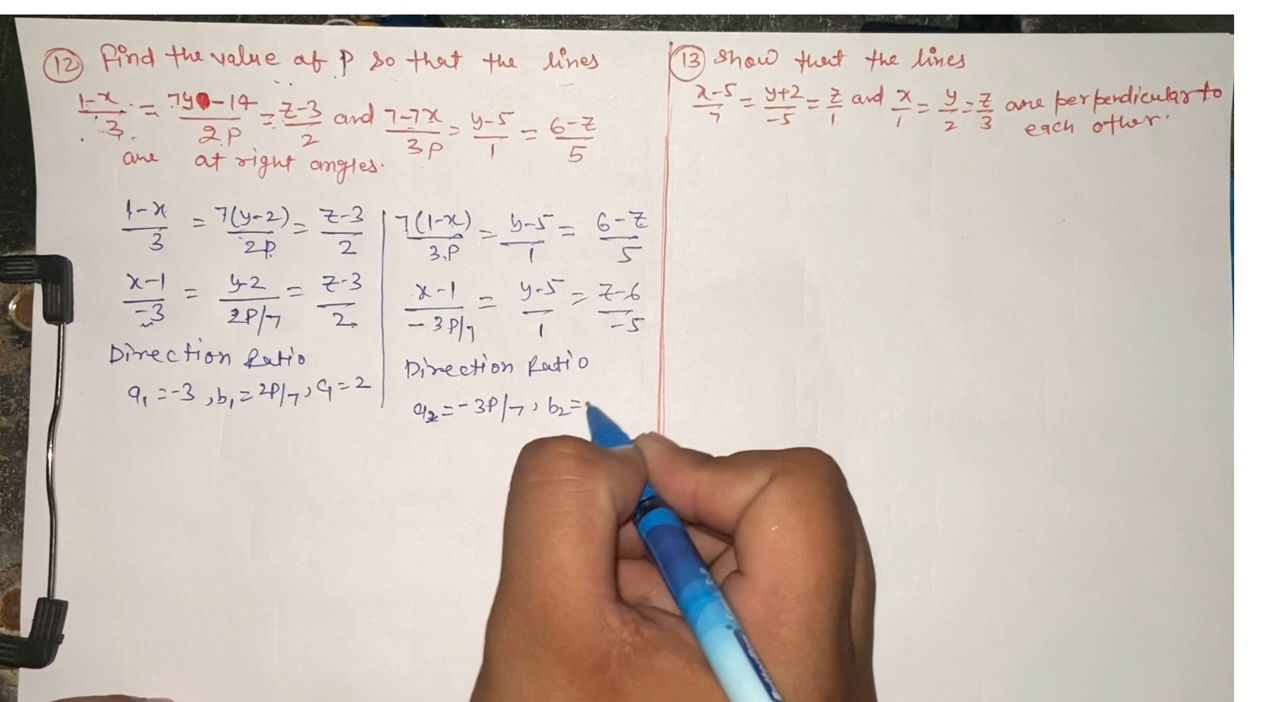 12 Find the value of P so that the lines
1-x/3 = 7y-14/2P = z-3/2 and 7-7x/3P = y-5/1 = 6-z/5
are at right angles.
1-x/3 = 7(y-2)/2P = z-3/2
x-1/-3 = y-2/2P/7 = z-3/2
Direction Ratio
a₁ = -3, b₁ = 2P/7, c₁ = 2
7(1-x)/3P = y-5/1 = 6-z/5
x-1/-3P/7 = y-5/1 = z-6/-5
Direction Ratio
a₂ = -3P/7, b₂ =
13 Show that the lines
x-5/7 = y+2/-5 = z/1 and x/1 = y/2 = z/3 are perpendicular to
each other.